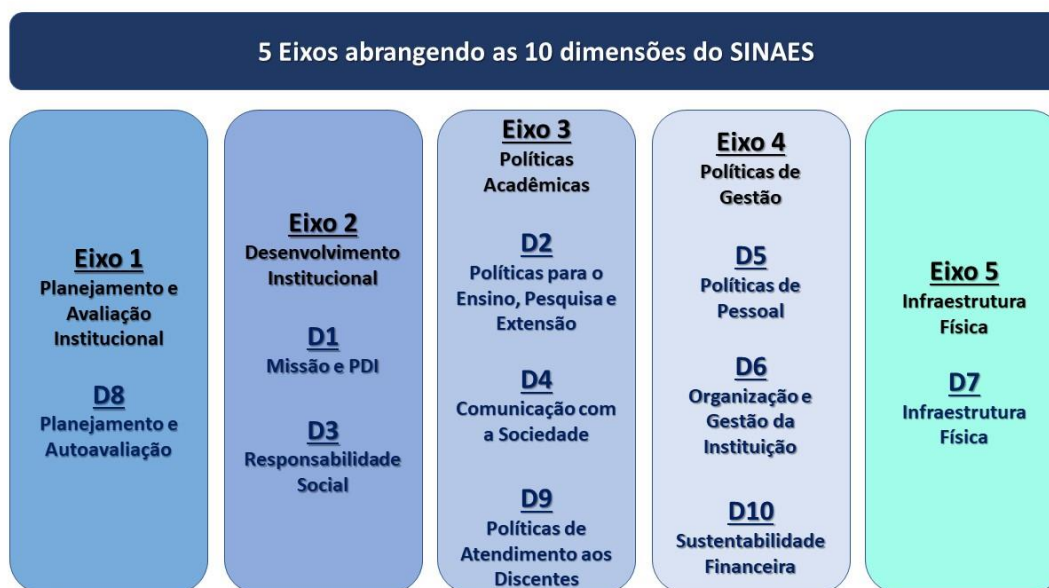 5 Eixos abrangendo as 10 dimensões do SINAES
Eixo 1
Planejamento e
Avaliação
Institucional
D8
Planejamento e
Autoavaliação
Eixo 2
Desenvolvimento
Institucional
D1
Missão e PDI
D3
Responsabilidade
Social
Eixo 3
Políticas
Acadêmicas
D2
Políticas para o
Ensino, Pesquisa e
Extensão
D4
Comunicação com
a Sociedade
D9
Políticas de
Atendimento aos
Discentes
Eixo 4
Políticas de
Gestão
D5
Políticas de
Pessoal
D6
Organização e
Gestão da
Instituição
D10
Sustentabilidade
Financeira
Eixo 5
Infraestrutura
Física
D7
Infraestrutura
Física